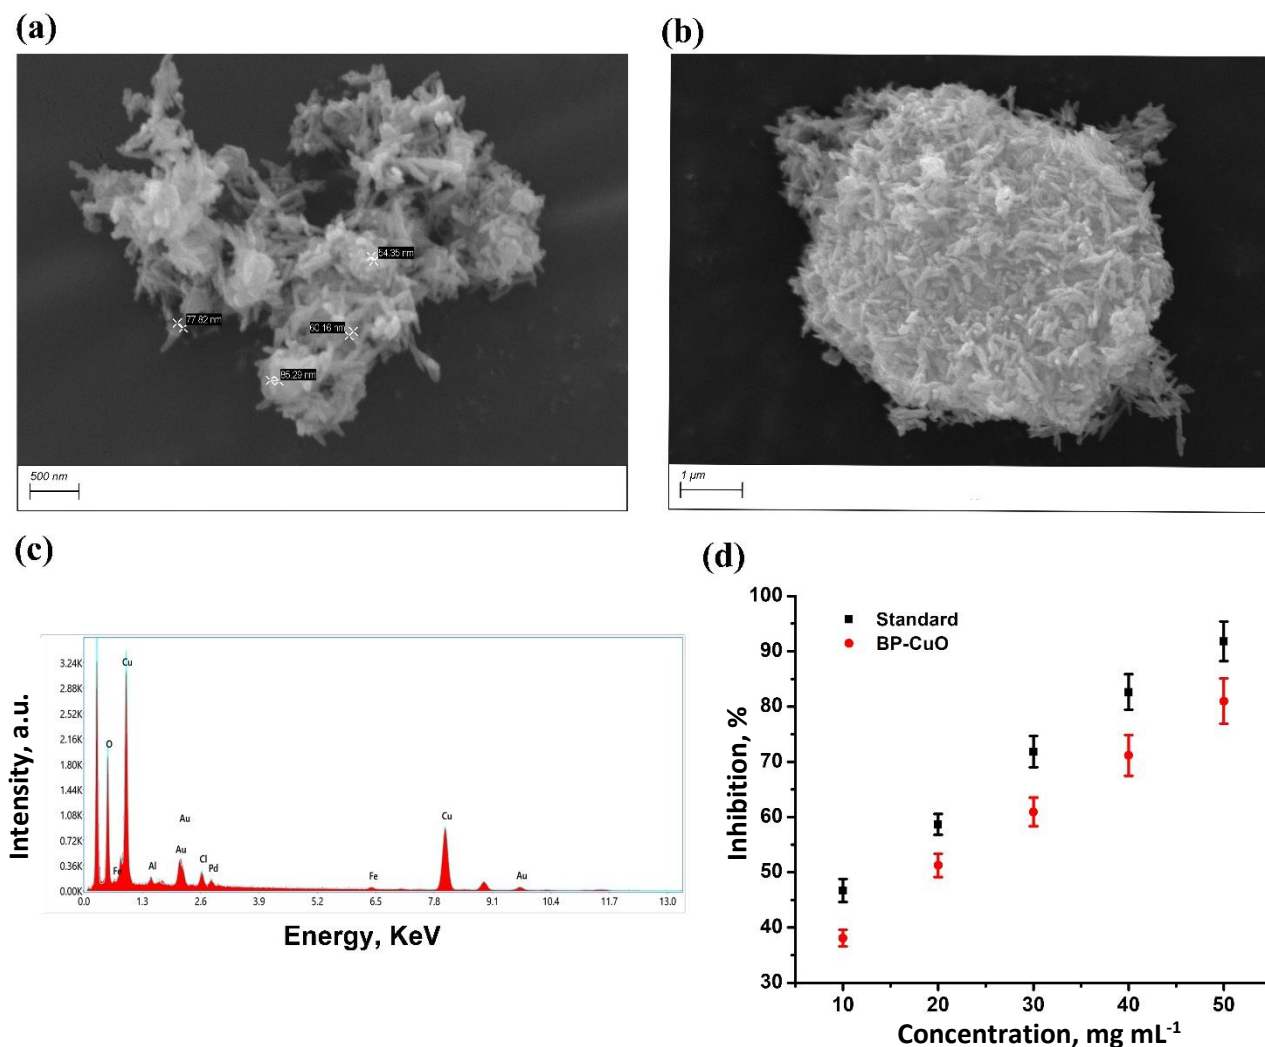 (a)
54.35 nm
77.82 nm
60.16 nm
85.29 nm
500 nm
(b)
1 µm
(c)
Intensity, a.u.
3.24K
2.88K
2.52K
2.16K
1.80K
1.44K
1.08K
0.72K
0.36K
0.00K
Cu
O
Au
Fe
Al
Au
Cl
Pd
Fe
Cu
Au
0.0 1.3 2.6 3.9 5.2 6.5 7.8 9.1 10.4 11.7 13.0
Energy, KeV
(d)
Inhibition, %
100
90
80
70
60
50
40
30
Standard
BP-CuO
10 20 30 40 50
Concentration, mg mL⁻¹